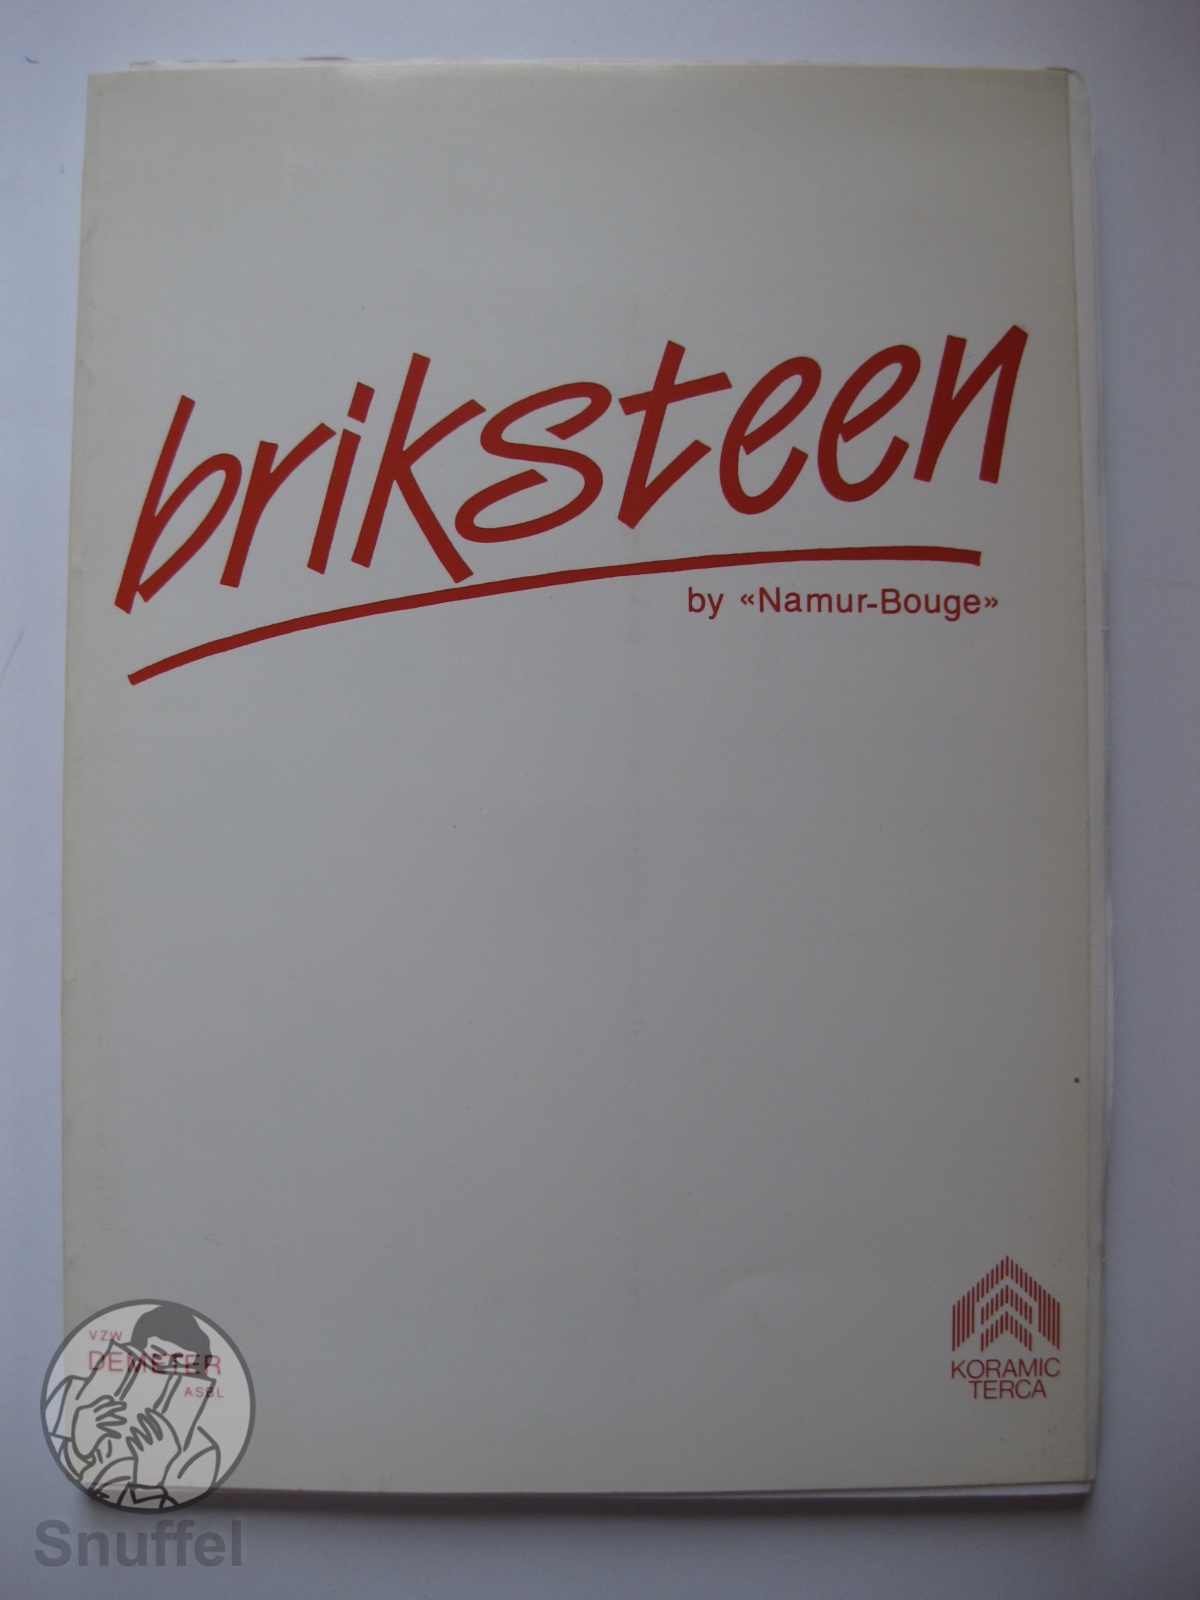 briksteen
by «Namur-Bouge»
VZW
DEMETER
ASBL
KORAMIC
TERCA
Snuffel